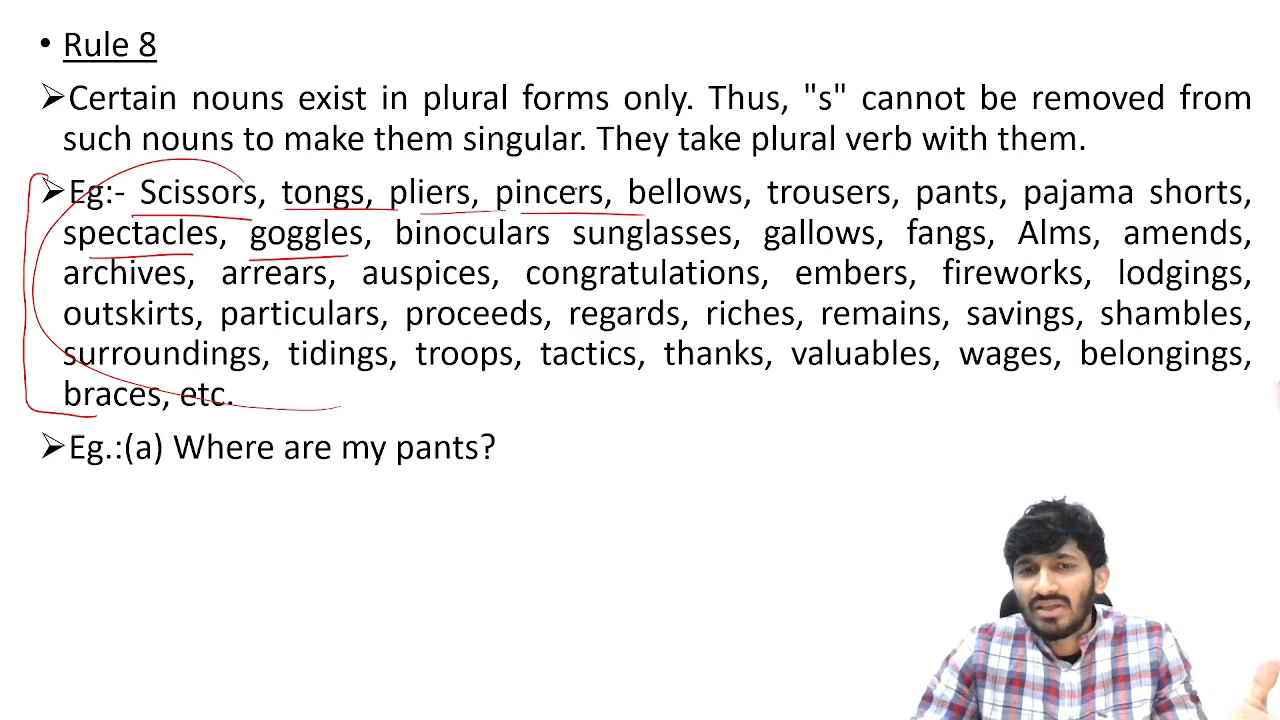 • Rule 8
➢Certain nouns exist in plural forms only. Thus, "s" cannot be removed from
such nouns to make them singular. They take plural verb with them.
➢Eg:- Scissors, tongs, pliers, pincers, bellows, trousers, pants, pajama shorts,
spectacles, goggles, binoculars sunglasses, gallows, fangs, Alms, amends,
archives, arrears, auspices, congratulations, embers, fireworks, lodgings,
outskirts, particulars, proceeds, regards, riches, remains, savings, shambles,
surroundings, tidings, troops, tactics, thanks, valuables, wages, belongings,
braces, etc.
➢Eg.:(a) Where are my pants?